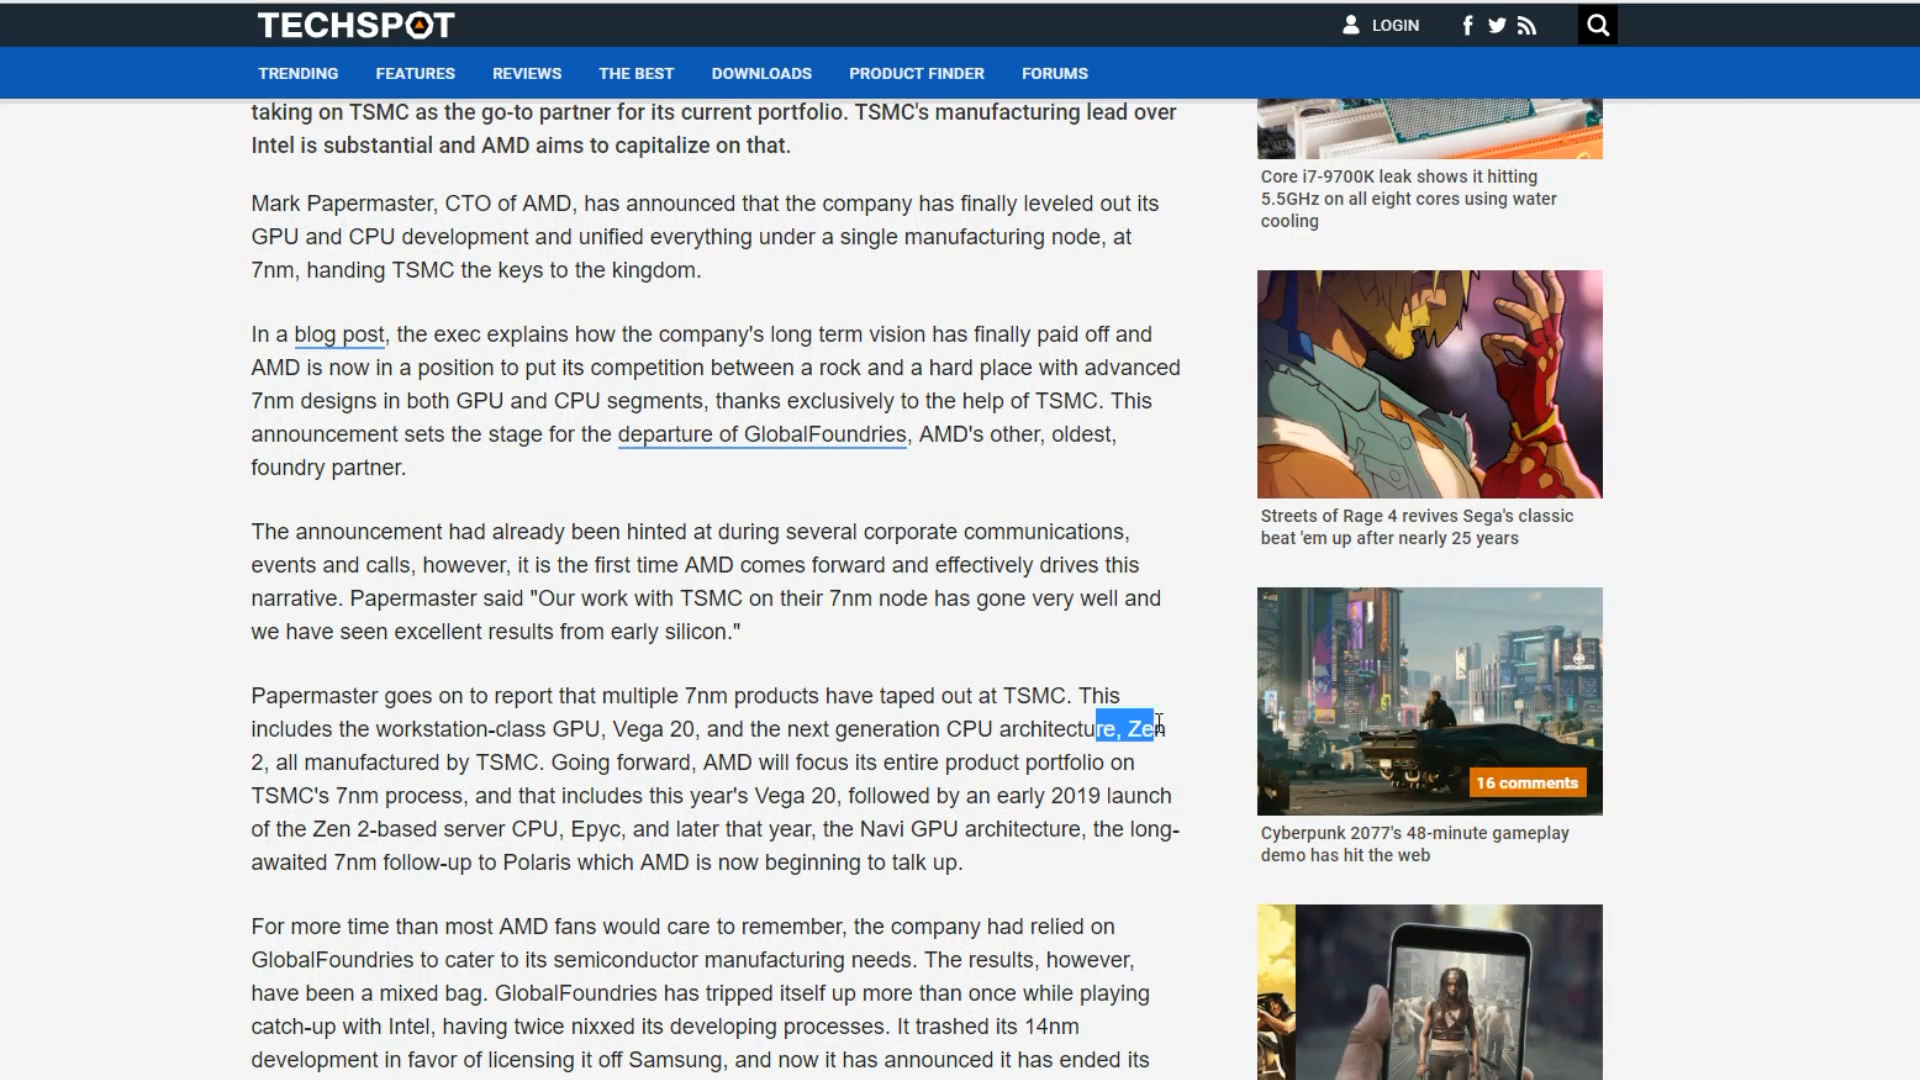 TECHSPOT
LOGIN
TRENDING FEATURES REVIEWS THE BEST DOWNLOADS PRODUCT FINDER FORUMS
taking on TSMC as the go-to partner for its current portfolio. TSMC's manufacturing lead over
Intel is substantial and AMD aims to capitalize on that.
Mark Papermaster, CTO of AMD, has announced that the company has finally leveled out its
GPU and CPU development and unified everything under a single manufacturing node, at
7nm, handing TSMC the keys to the kingdom.
In a blog post, the exec explains how the company's long term vision has finally paid off and
AMD is now in a position to put its competition between a rock and a hard place with advanced
7nm designs in both GPU and CPU segments, thanks exclusively to the help of TSMC. This
announcement sets the stage for the departure of GlobalFoundries, AMD's other, oldest,
foundry partner.
The announcement had already been hinted at during several corporate communications,
events and calls, however, it is the first time AMD comes forward and effectively drives this
narrative. Papermaster said "Our work with TSMC on their 7nm node has gone very well and
we have seen excellent results from early silicon."
Papermaster goes on to report that multiple 7nm products have taped out at TSMC. This
includes the workstation-class GPU, Vega 20, and the next generation CPU architecture, Zen
2, all manufactured by TSMC. Going forward, AMD will focus its entire product portfolio on
TSMC's 7nm process, and that includes this year's Vega 20, followed by an early 2019 launch
of the Zen 2-based server CPU, Epyc, and later that year, the Navi GPU architecture, the long-
awaited 7nm follow-up to Polaris which AMD is now beginning to talk up.
For more time than most AMD fans would care to remember, the company had relied on
GlobalFoundries to cater to its semiconductor manufacturing needs. The results, however,
have been a mixed bag. GlobalFoundries has tripped itself up more than once while playing
catch-up with Intel, having twice nixxed its developing processes. It trashed its 14nm
development in favor of licensing it off Samsung, and now it has announced it has ended its
Core i7-9700K leak shows it hitting
5.5GHz on all eight cores using water
cooling
Streets of Rage 4 revives Sega's classic
beat 'em up after nearly 25 years
16 comments
Cyberpunk 2077's 48-minute gameplay
demo has hit the web